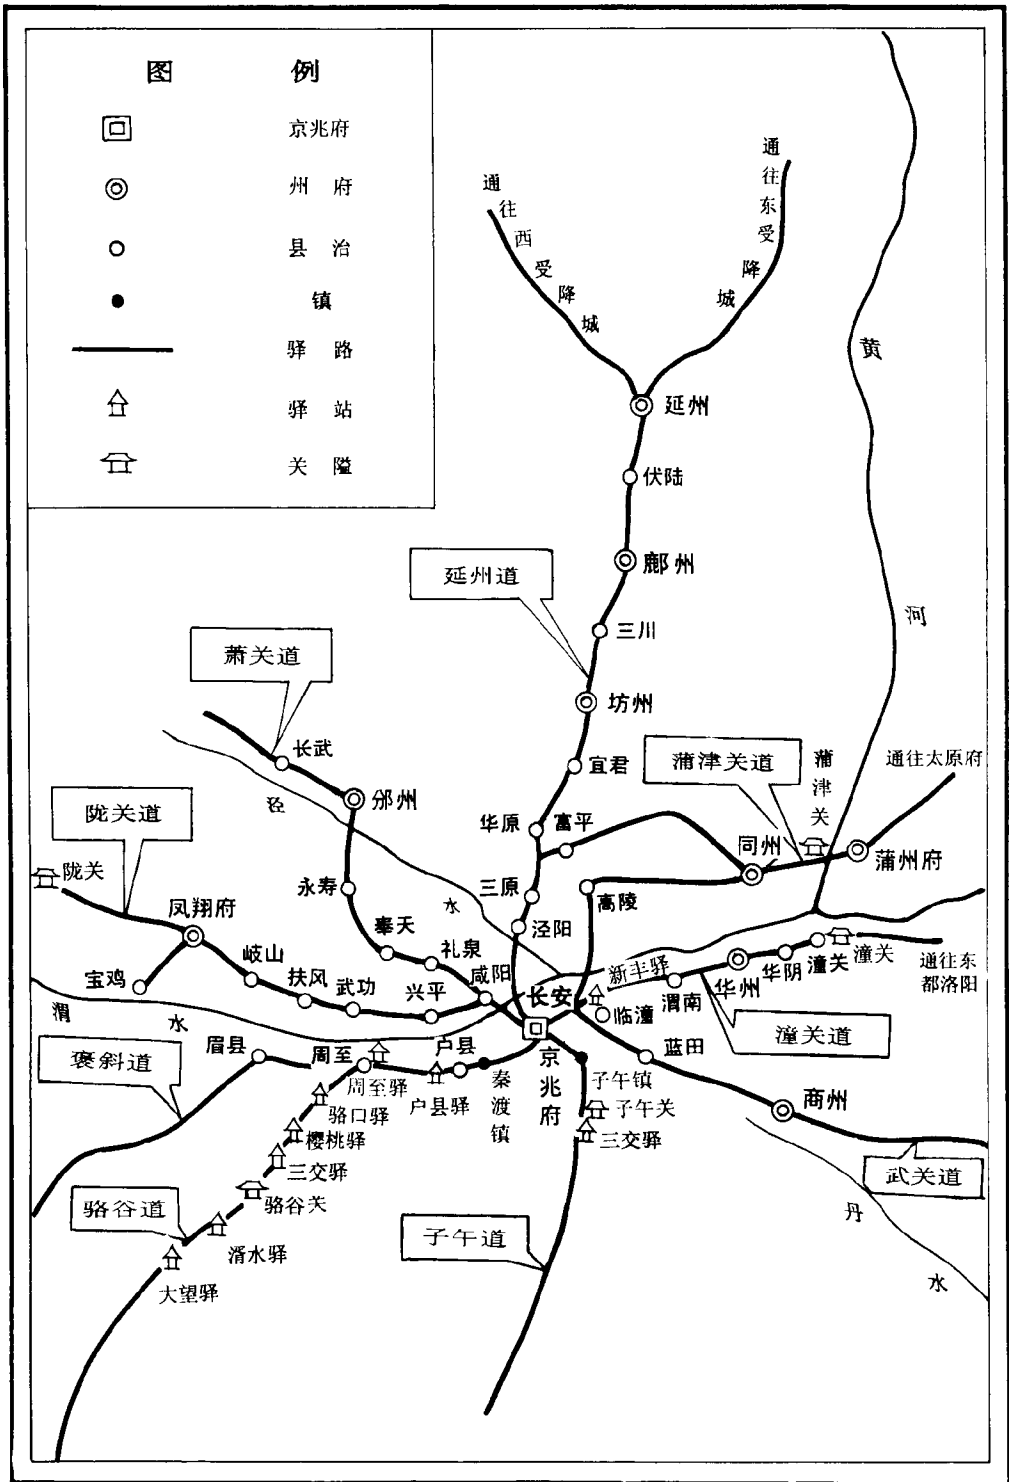 图 例
京兆府
州 府
县 治
镇
驿 路
驿 站
关 隘
通往西受降城
通往东受降城
黄
河
延州
伏陆
鄜州
延州道
三川
萧关道
坊州
长武
宜君
蒲津关道
蒲津关
通往太原府
泾
水
邠州
陇关道
华原
富平
同州
蒲州府
陇关
永寿
三原
高陵
凤翔府
奉天
礼泉
泾阳
岐山
咸阳
新丰驿
华阴
潼关
潼关
通往东
都洛阳
宝鸡
扶风
武功
兴平
长安
渭南
华州
临潼
渭
水
潼关道
褒斜道
眉县
周至
户县
京兆府
蓝田
周至驿
户县驿
秦渡镇
子午镇
商州
骆口驿
子午关
樱桃驿
三交驿
三交驿
武关道
骆谷关
骆谷道
丹
水
子午道
渭水驿
大望驿